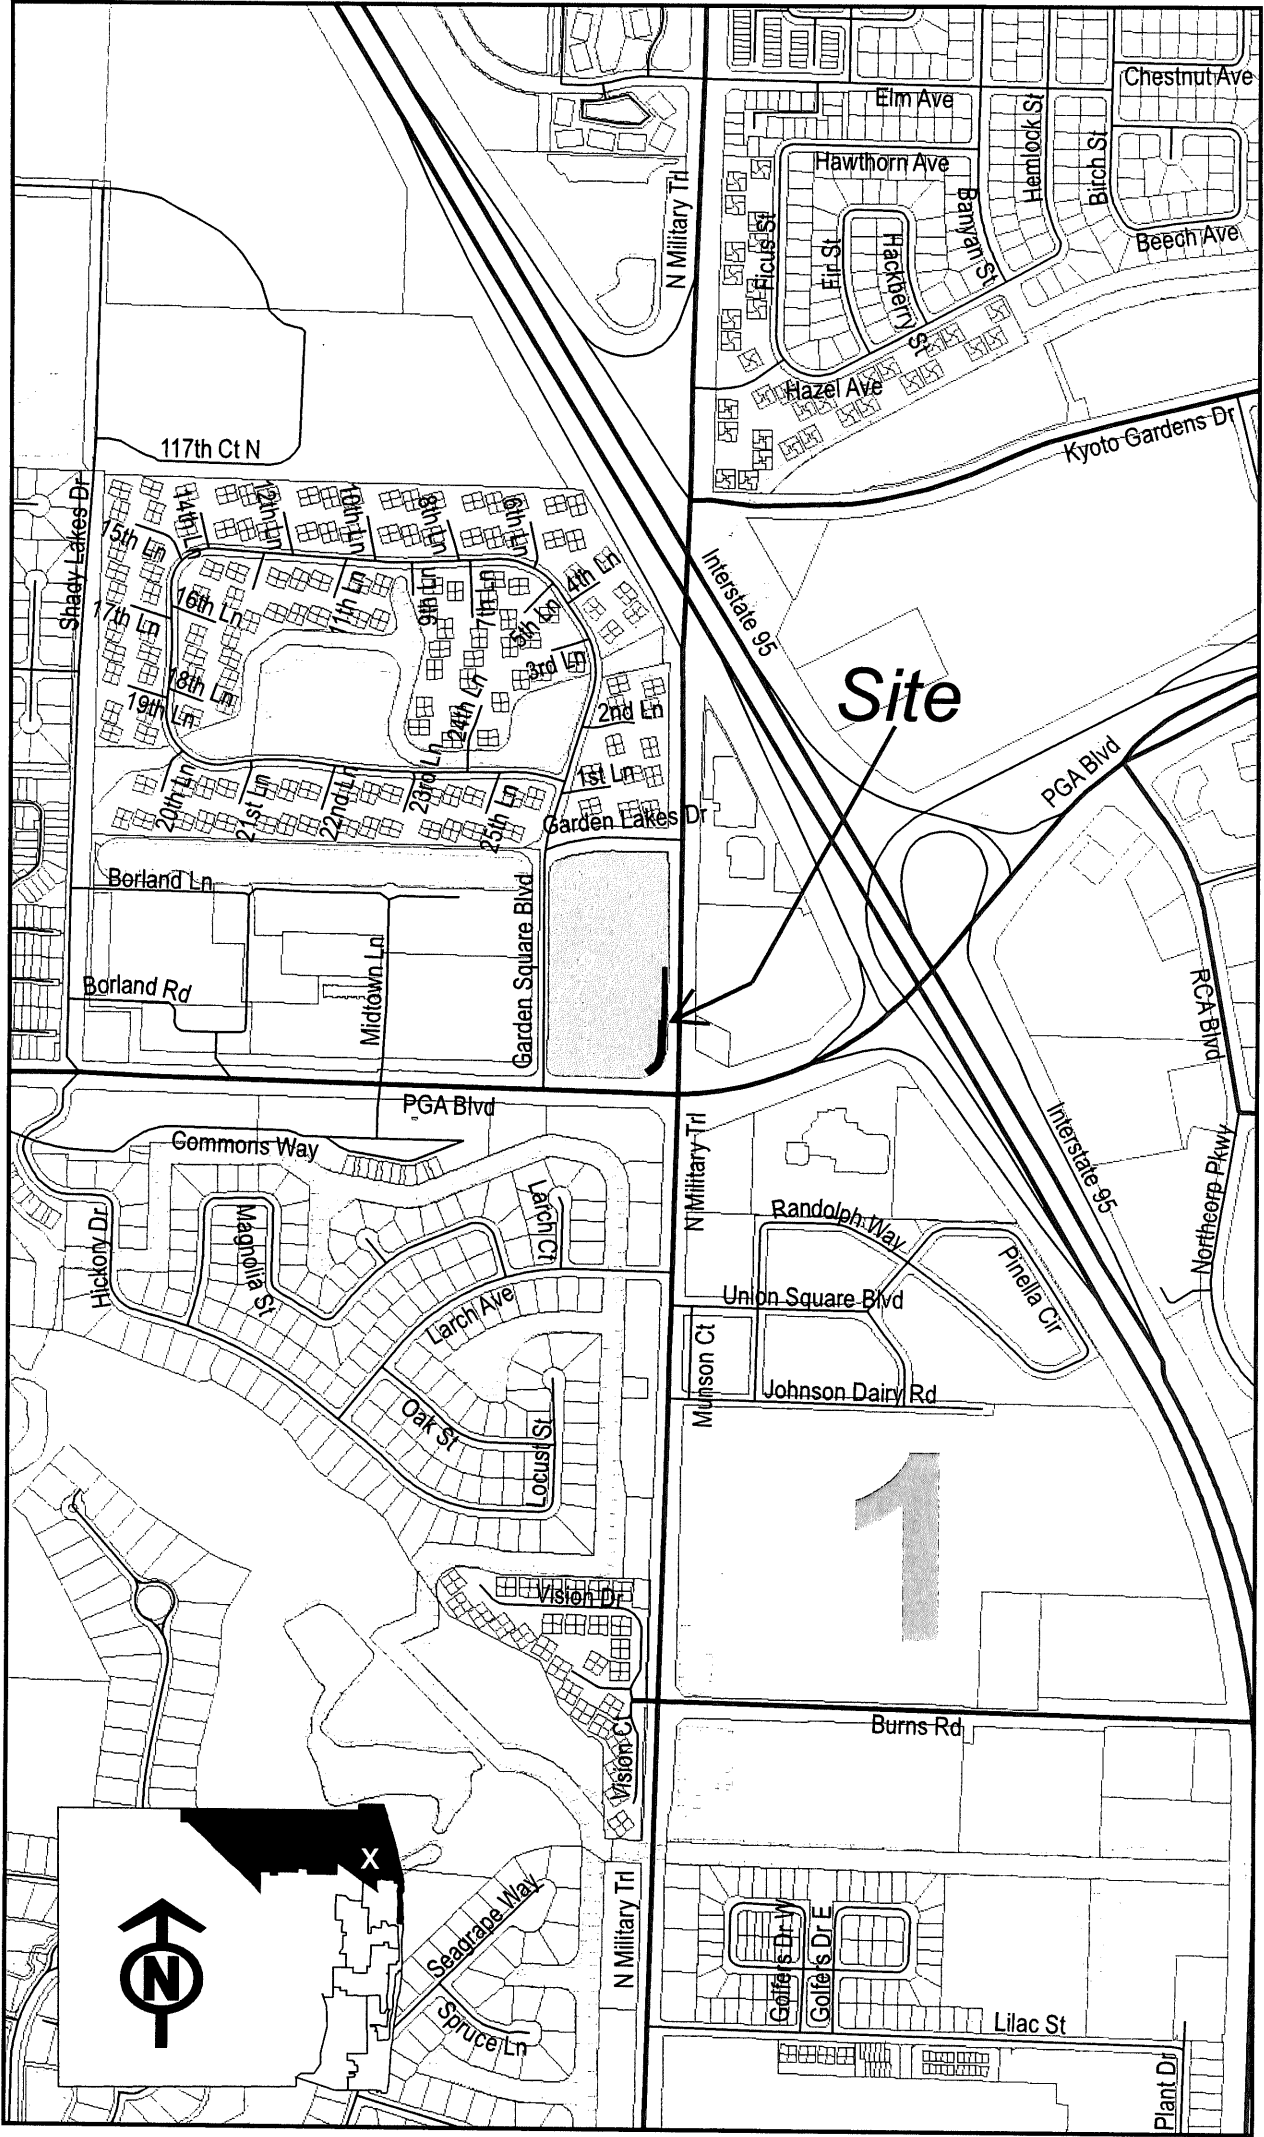 Chestnut Ave
Elm Ave
Hemlock St
Birch St
Hawthorn Ave
N Military Trl
Banyan St
Ficus St
Fir St
Hackberry St
Beech Ave
Hazel Ave
Kyoto Gardens Dr
117th Ct N
Shady Lakes Dr
15th Ln
14th Ln
12th Ln
10th Ln
8th Ln
6th Ln
4th Ln
Interstate 95
17th Ln
16th Ln
11th Ln
9th Ln
7th Ln
5th Ln
3rd Ln
18th Ln
19th Ln
24th Ln
2nd Ln
Site
20th Ln
21st Ln
22nd Ln
23rd Ln
25th Ln
1st Ln
PGA Blvd
Garden Lakes Dr
Borland Ln
Garden Square Blvd
Midtown Ln
Borland Rd
RCA Blvd
PGA Blvd
N Military Trl
Interstate 95
Northcorp Pkwy
Commons Way
Larch Ct
Hickory Dr
Magnolia St
Randolph Way
Pinella Cir
Larch Ave
Union Square Blvd
Munson Ct
Johnson Dairy Rd
Oak St
Locust St
1
Vision Dr
Burns Rd
Vision Ct
X
Seagrape Way
N Military Trl
Golfers Dr W
Golfers Dr E
N
Spruce Ln
Lilac St
Plant Dr